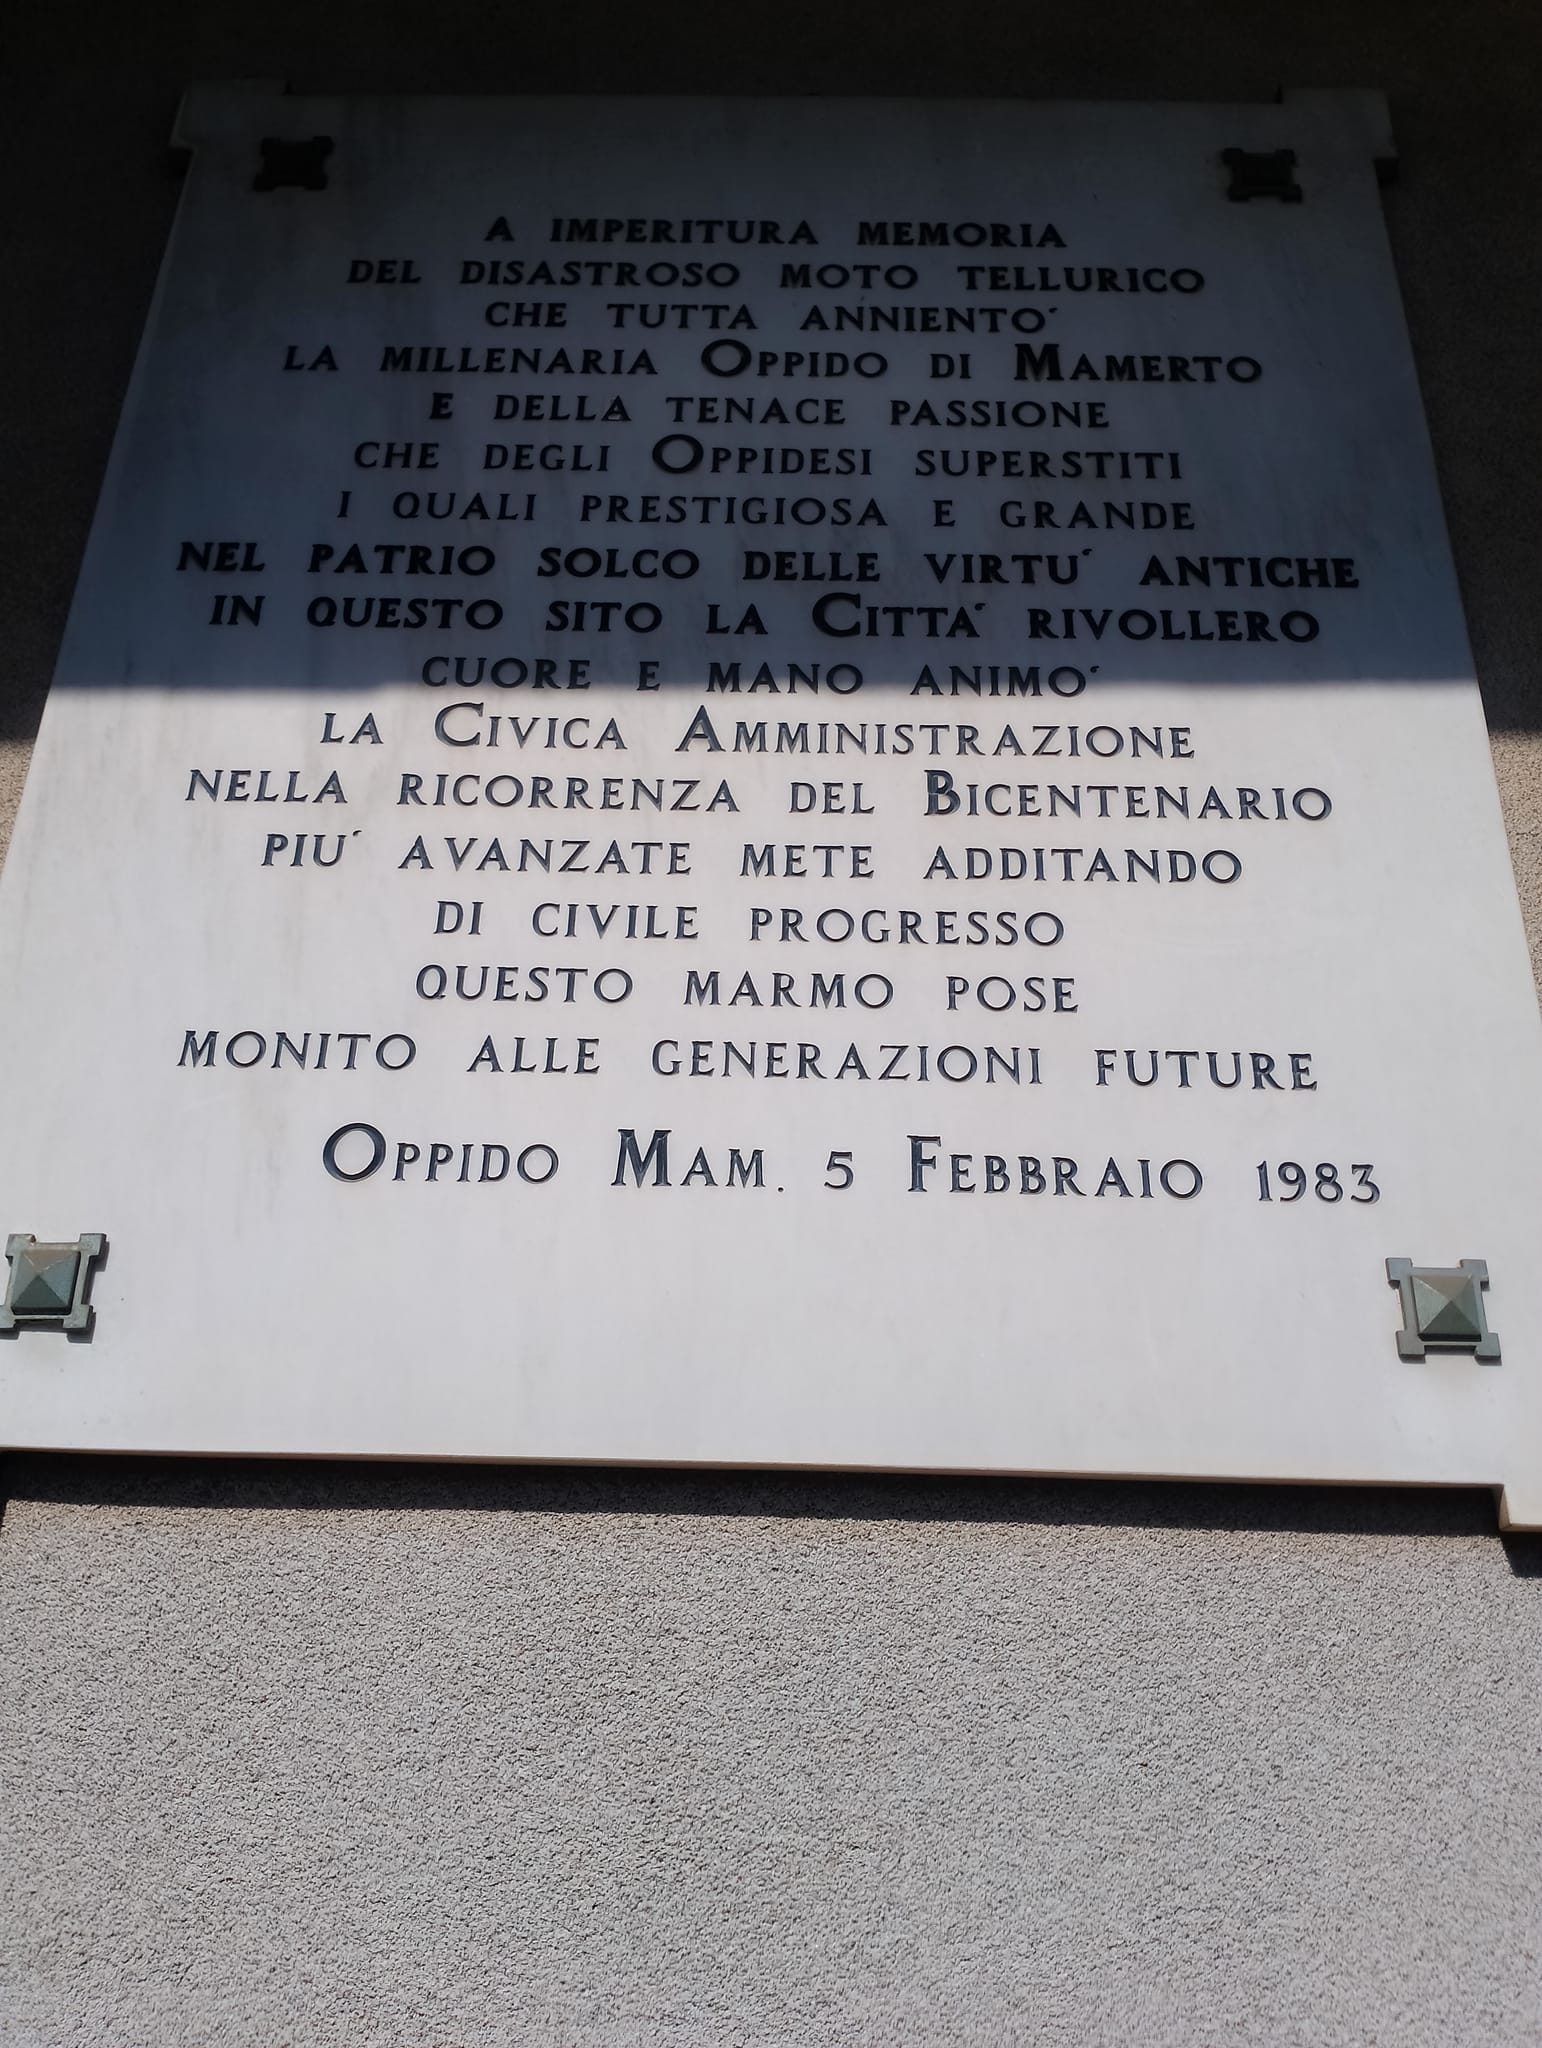 A IMPERITURA MEMORIA
DEL DISASTROSO MOTO TELLURICO
CHE TUTTA ANNIENTO'
LA MILLENARIA OPPIDO DI MAMERTO
E DELLA TENACE PASSIONE
CHE DEGLI OPPIDESI SUPERSTITI
I QUALI PRESTIGIOSA E GRANDE
NEL PATRIO SOLCO DELLE VIRTU' ANTICHE
IN QUESTO SITO LA CITTA' RIVOLLERO
CUORE E MANO ANIMO'
LA CIVICA AMMINISTRAZIONE
NELLA RICORRENZA DEL BICENTENARIO
PIU' AVANZATE METE ADDITANDO
DI CIVILE PROGRESSO
QUESTO MARMO POSE
MONITO ALLE GENERAZIONI FUTURE
OPPIDO MAM. 5 FEBBRAIO 1983